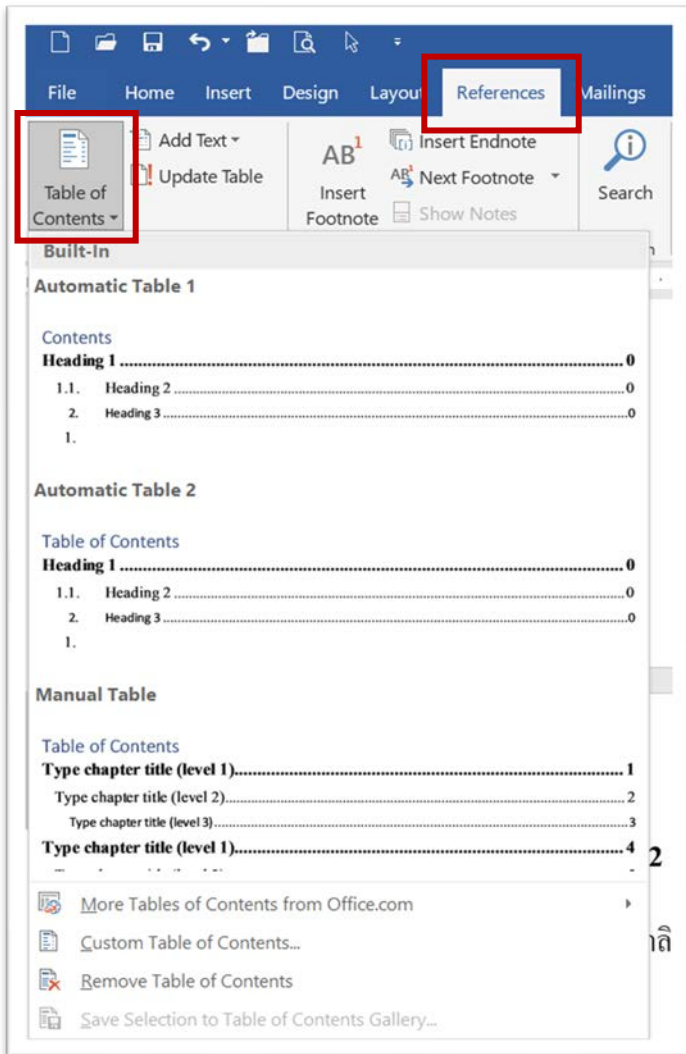 File Home Insert Design Layout References Mailings
Table of Contents
Add Text
Update Table
AB1
Insert Footnote
Insert Endnote
AB1 Next Footnote
Show Notes
Search
Built-In
Automatic Table 1
Contents
Heading 1 0
1.1. Heading 2 0
2. Heading 3 0
1.
Automatic Table 2
Table of Contents
Heading 1 0
1.1. Heading 2 0
2. Heading 3 0
1.
Manual Table
Table of Contents
Type chapter title (level 1) 1
Type chapter title (level 2) 2
Type chapter title (level 3) 3
Type chapter title (level 1) 4
2
More Tables of Contents from Office.com
Custom Table of Contents...
Remove Table of Contents
Save Selection to Table of Contents Gallery...